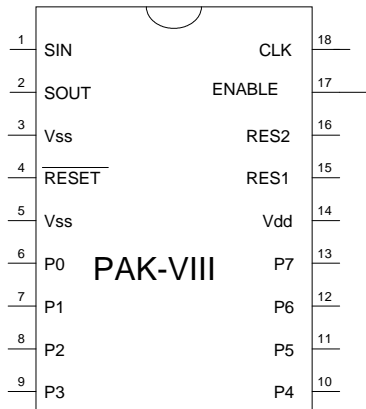 1 SIN CLK 18
2 SOUT ENABLE 17
3 Vss RES2 16
4 RESET RES1 15
5 Vss Vdd 14
6 P0 PAK-VIII P7 13
7 P1 P6 12
8 P2 P5 11
9 P3 P4 10